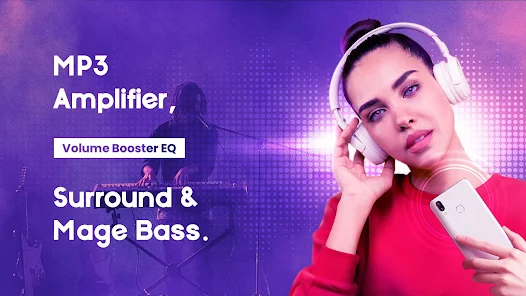 MP3
Amplifier,
Volume Booster EQ
Surround &
Mage Bass.